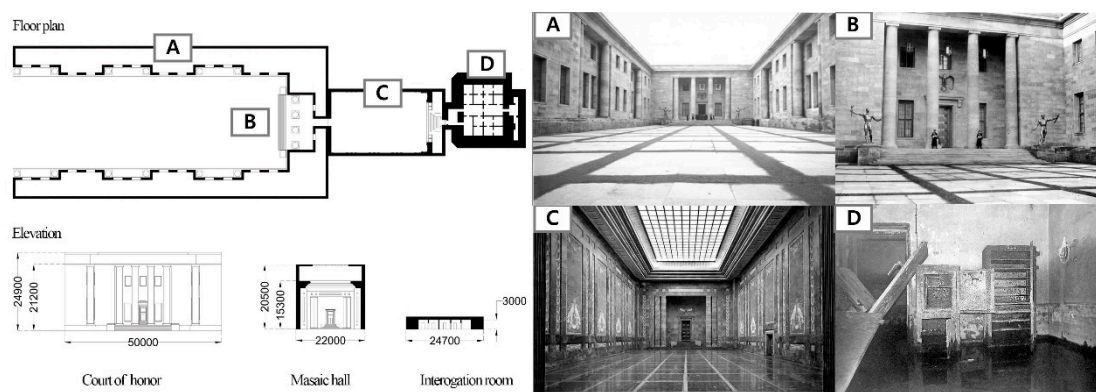 Floor plan
A
B
C
D
A
B
C
D
Elevation
24900
21200
50000
20500
15300
22000
3000
24700
Court of honor
Masaic hall
Interogation room